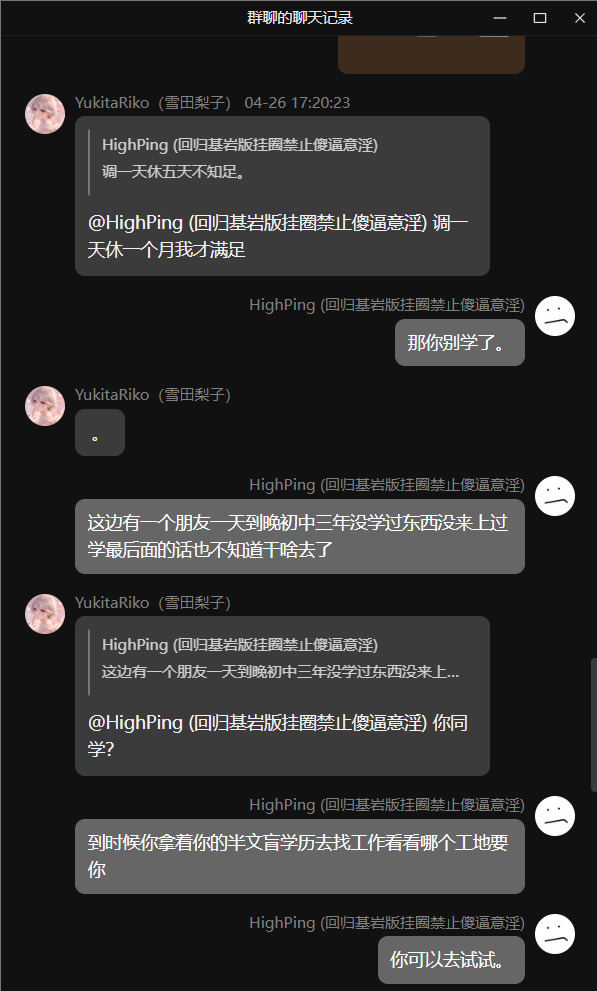 群聊的聊天记录
YukitaRiko（雪田梨子） 04-26 17:20:23
HighPing (回归基岩版挂圈禁止傻逼意淫)
调一天休五天不知足。
@HighPing (回归基岩版挂圈禁止傻逼意淫) 调一
天休一个月我才满足
HighPing (回归基岩版挂圈禁止傻逼意淫)
那你别学了。
YukitaRiko（雪田梨子）
。
HighPing (回归基岩版挂圈禁止傻逼意淫)
这边有一个朋友一天到晚初中三年没学过东西没来上过
学最后面的话也不知道干啥去了
YukitaRiko（雪田梨子）
HighPing (回归基岩版挂圈禁止傻逼意淫)
这边有一个朋友一天到晚初中三年没学过东西没来上...
@HighPing (回归基岩版挂圈禁止傻逼意淫) 你同
学?
HighPing (回归基岩版挂圈禁止傻逼意淫)
到时候你拿着你的半文盲学历去找工作看看哪个工地要
你
HighPing (回归基岩版挂圈禁止傻逼意淫)
你可以去试试。